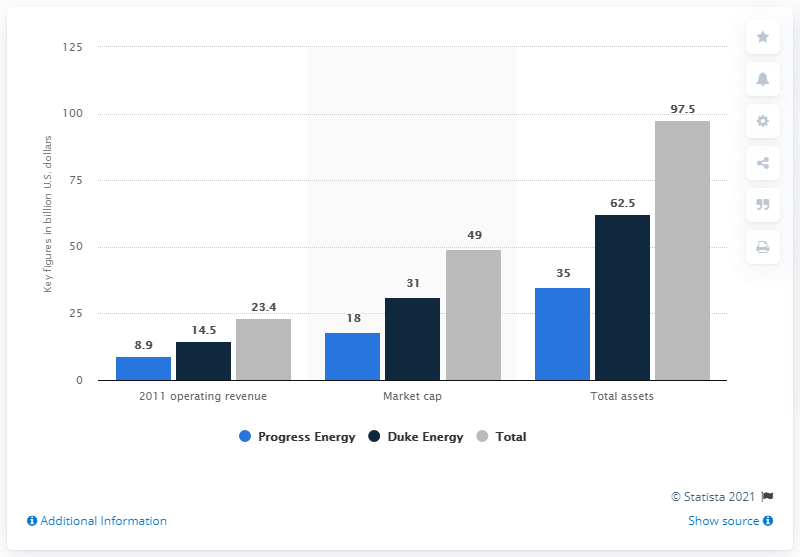 125
100
75
50
25
0
Key figures in billion U.S. dollars
8.9
14.5
23.4
18
31
49
35
62.5
97.5
2011 operating revenue
Market cap
Total assets
Progress Energy Duke Energy Total
© Statista 2021
Additional Information
Show source